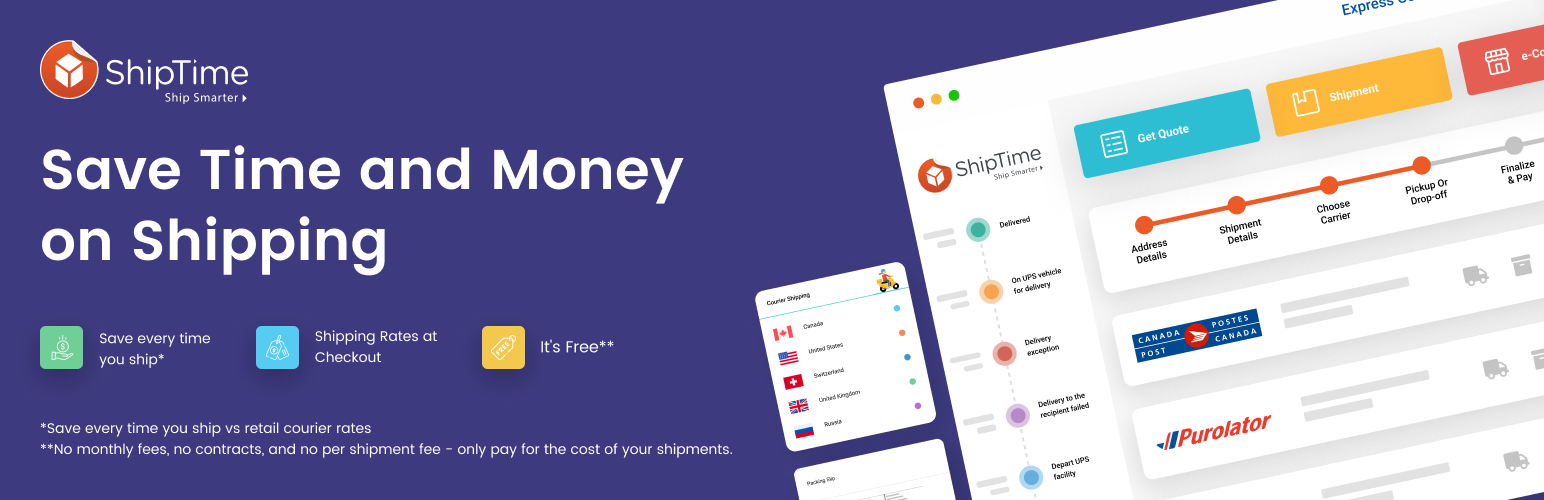 ShipTime
Ship Smarter
Save Time and Money
on Shipping
Save every time
you ship*
Shipping Rates at
Checkout
FREE
It's Free**
*Save every time you ship vs retail courier rates
**No monthly fees, no contracts, and no per shipment fee - only pay for the cost of your shipments.
Courier Shipping
Canada
United States
Switzerland
United Kingdom
Russia
Packing Slip
Express
Get Quote
Shipment
ShipTime
Ship Smarter
Delivered
On UPS vehicle
for delivery
Delivery
exception
Delivery to the
recipient failed
Depart UPS
facility
Address
Details
Shipment
Details
Choose
Carrier
Pickup Or
Drop-off
Finalize
& Pay
CANADA POSTES
POST CANADA
Purolator